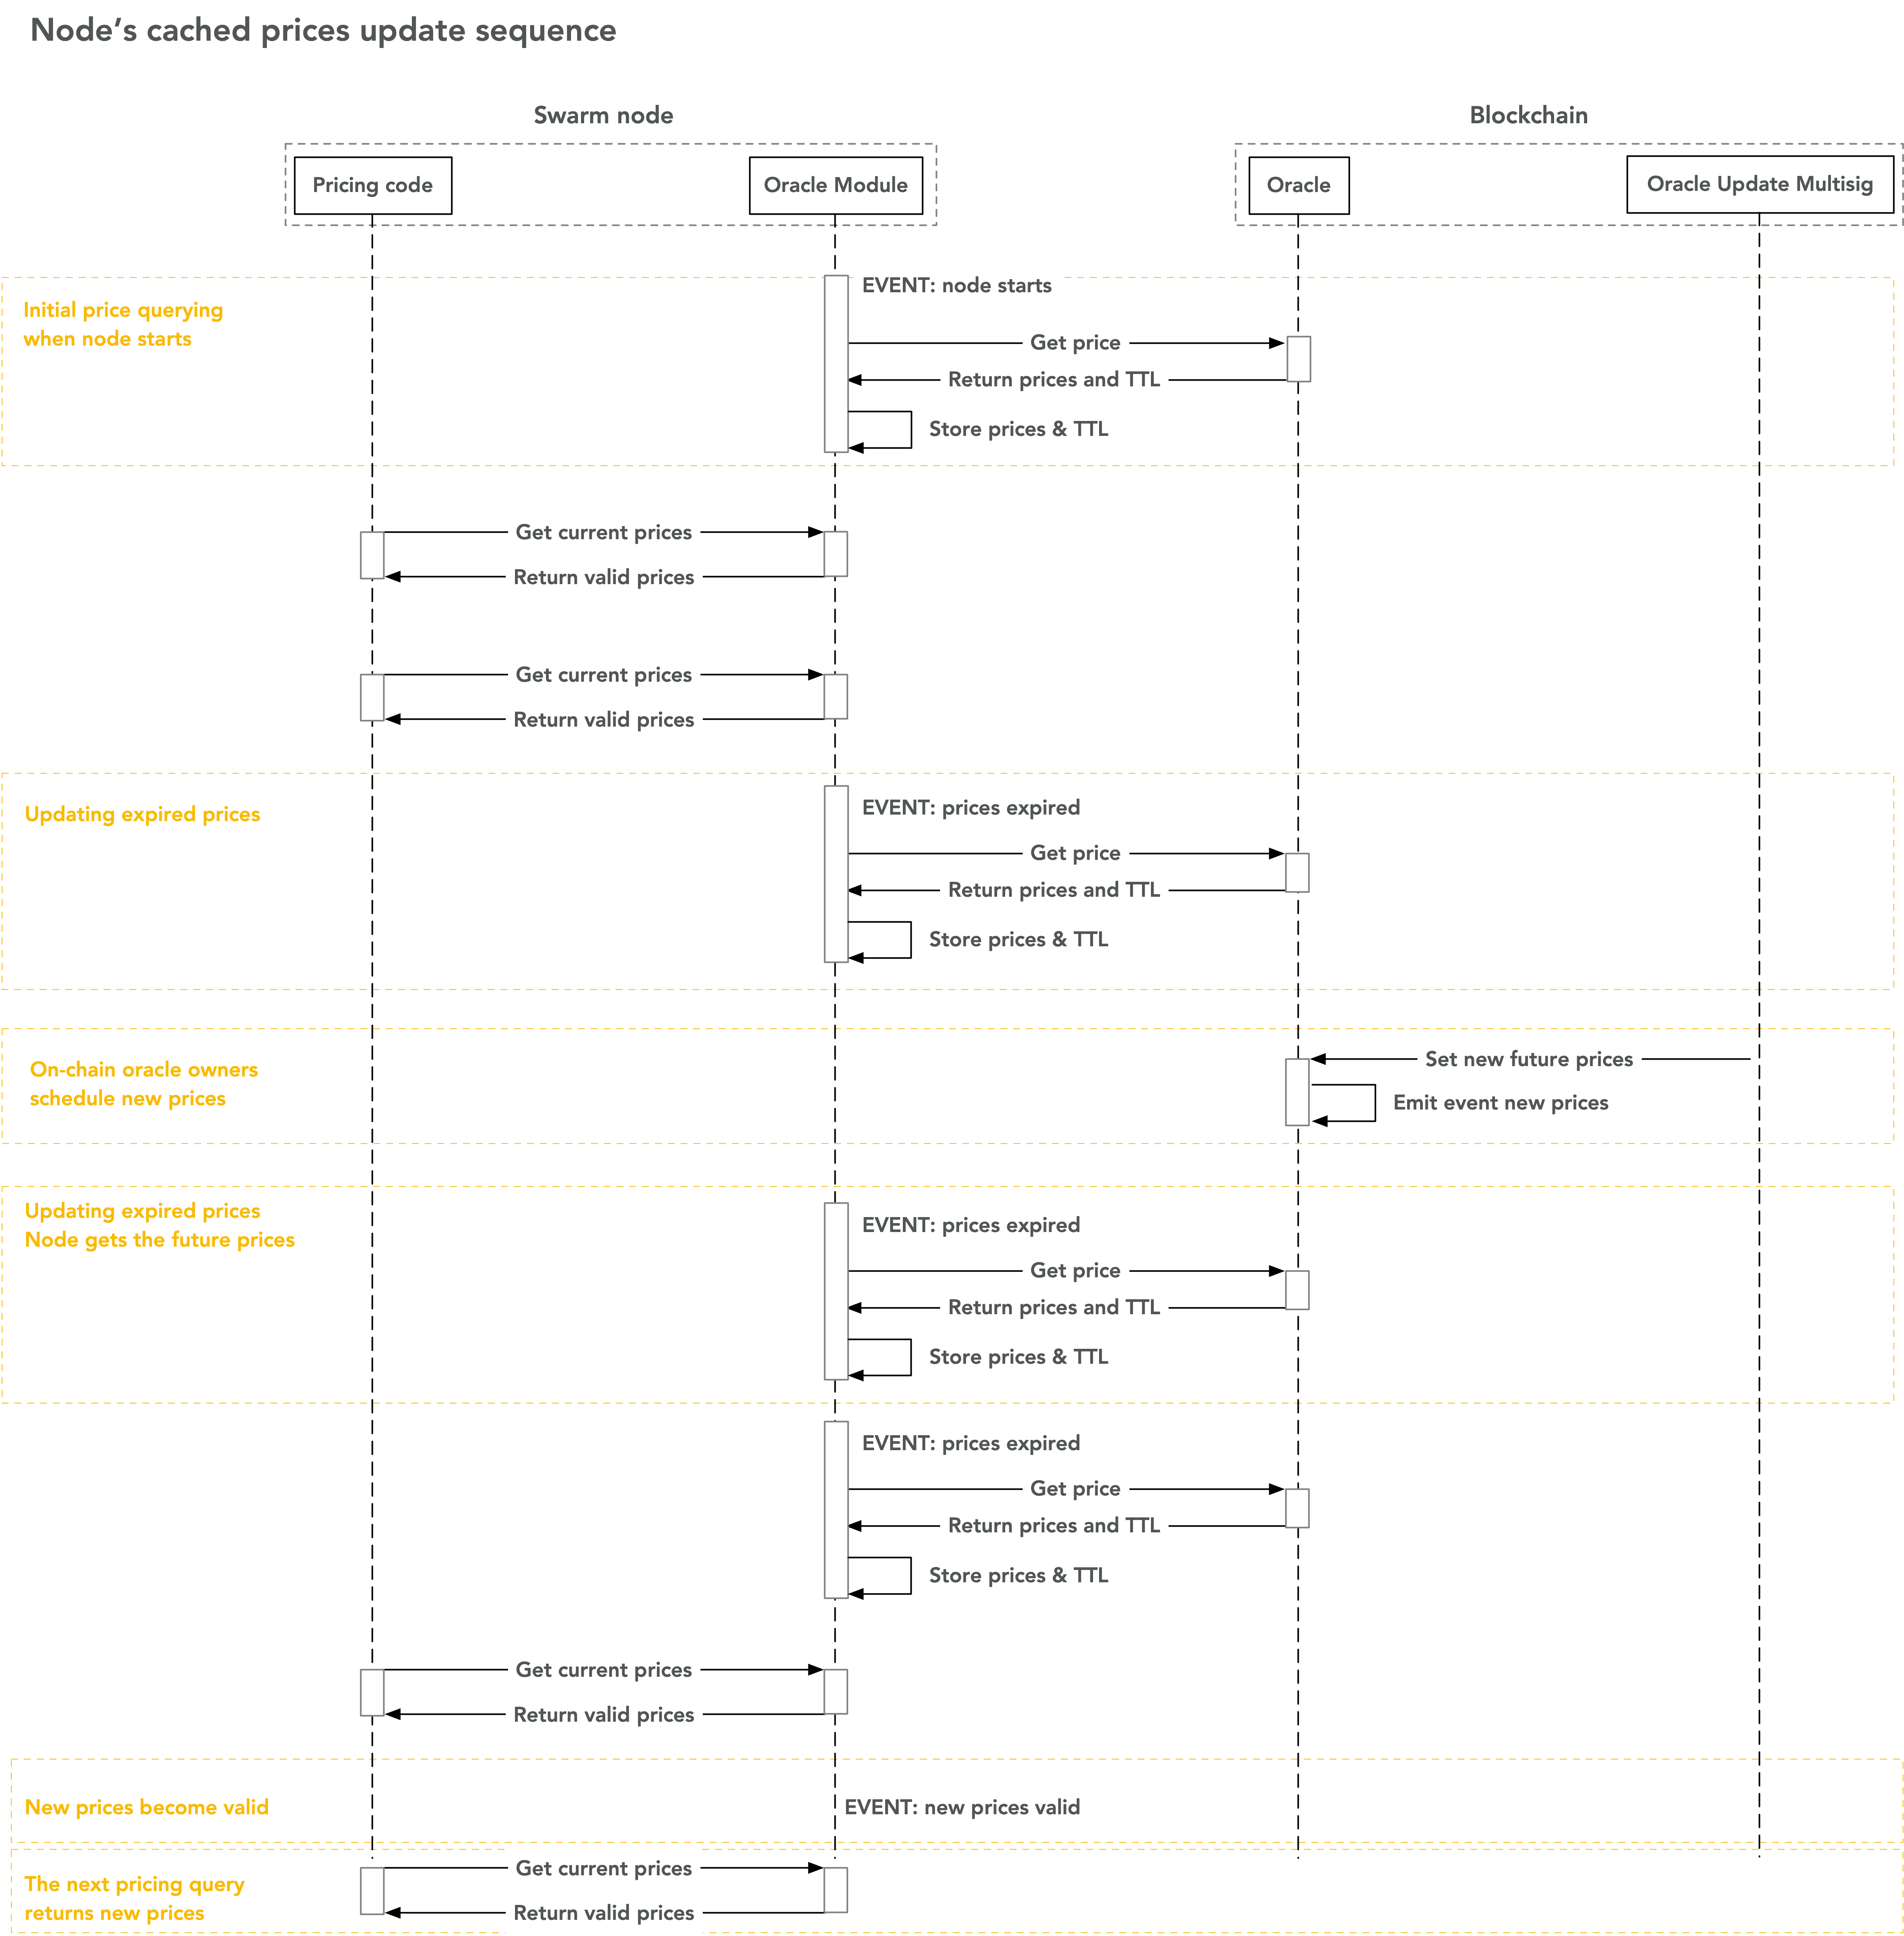 Node’s cached prices update sequence
Swarm node
Blockchain
Pricing code
Oracle Module
Oracle
Oracle Update Multisig
EVENT: node starts
Initial price querying
when node starts
Get price
Return prices and TTL
Store prices & TTL
Get current prices
Return valid prices
Get current prices
Return valid prices
Updating expired prices
EVENT: prices expired
Get price
Return prices and TTL
Store prices & TTL
On-chain oracle owners
schedule new prices
Set new future prices
Emit event new prices
Updating expired prices
Node gets the future prices
EVENT: prices expired
Get price
Return prices and TTL
Store prices & TTL
EVENT: prices expired
Get price
Return prices and TTL
Store prices & TTL
Get current prices
Return valid prices
New prices become valid
EVENT: new prices valid
The next pricing query
returns new prices
Get current prices
Return valid prices